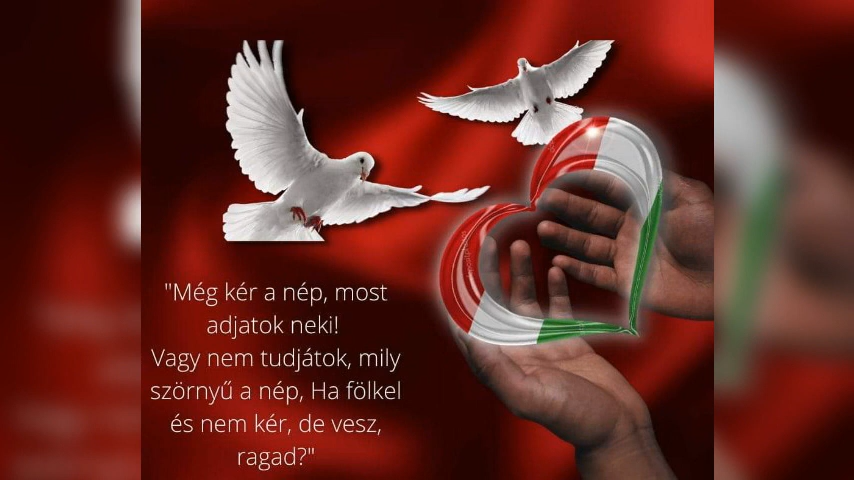 "Még kér a nép, most
adjatok neki!
Vagy nem tudjátok, mily
szörnyű a nép, Ha fölkel
és nem kér, de vesz,
ragad?"